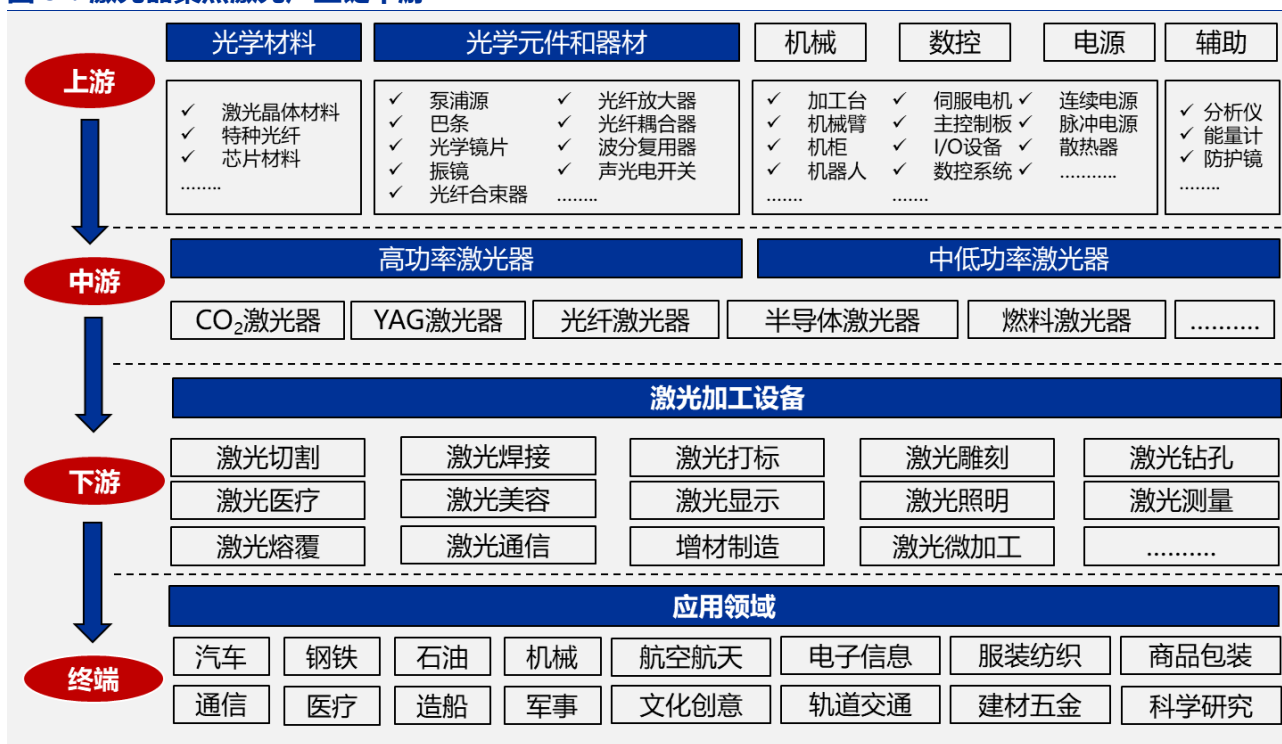 光学材料 光学元件和器材 机械 数控 电源 辅助
上游
✓ 激光晶体材料
✓ 特种光纤
✓ 芯片材料
........
✓ 泵浦源 ✓ 光纤放大器
✓ 巴条 ✓ 光纤耦合器
✓ 光学镜片 ✓ 波分复用器
✓ 振镜 ✓ 声光电开关
✓ 光纤合束器 ........
✓ 加工台 ✓ 伺服电机 ✓ 连续电源
✓ 机械臂 ✓ 主控制板 ✓ 脉冲电源
✓ 机柜 ✓ I/O设备 ✓ 散热器
✓ 机器人 ✓ 数控系统 ✓ ...........
....... .......
✓ 分析仪
✓ 能量计
✓ 防护镜
........
中游
高功率激光器 中低功率激光器
CO₂激光器 YAG激光器 光纤激光器 半导体激光器 燃料激光器 ..........
激光加工设备
下游
激光切割 激光焊接 激光打标 激光雕刻 激光钻孔
激光医疗 激光美容 激光显示 激光照明 激光测量
激光熔覆 激光通信 增材制造 激光微加工 ..........
应用领域
终端
汽车 钢铁 石油 机械 航空航天 电子信息 服装纺织 商品包装
通信 医疗 造船 军事 文化创意 轨道交通 建材五金 科学研究